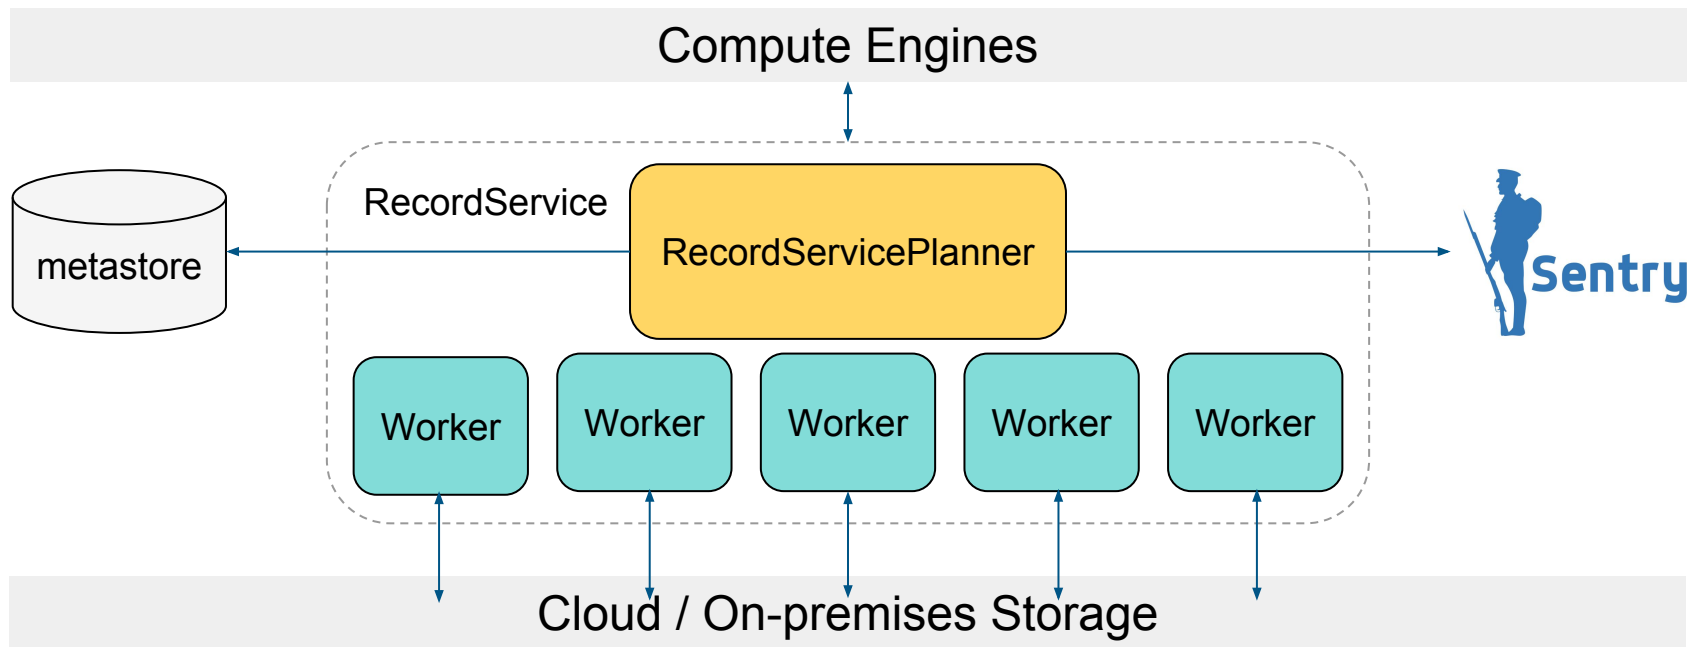 Compute Engines
RecordService
metastore
RecordServicePlanner
Sentry
Worker
Worker
Worker
Worker
Worker
Cloud / On-premises Storage